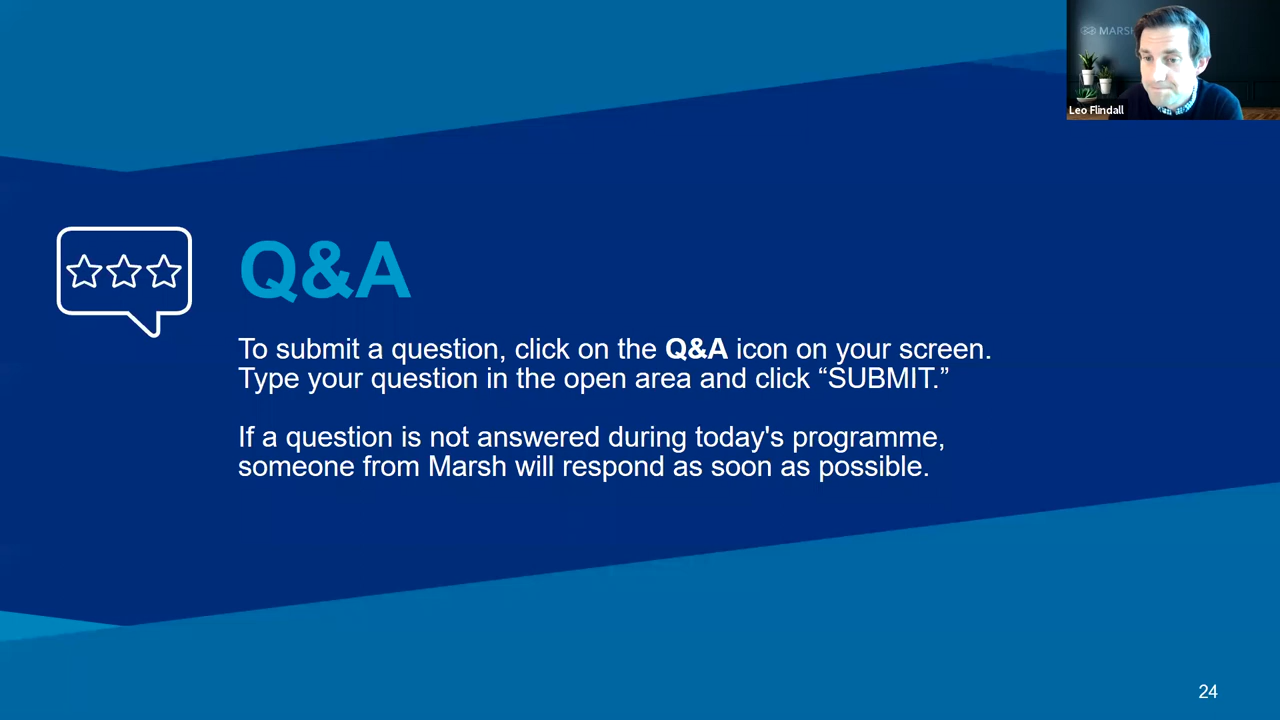 MARSH
Leo Flindall
Q&A
To submit a question, click on the Q&A icon on your screen.
Type your question in the open area and click “SUBMIT.”
If a question is not answered during today's programme,
someone from Marsh will respond as soon as possible.
24